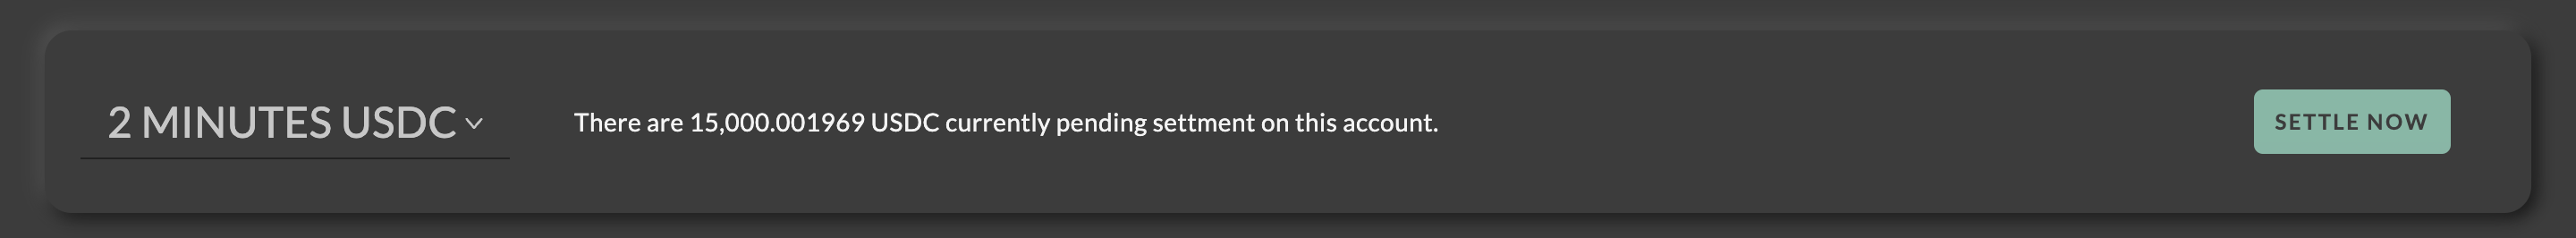 2 MINUTES USDC
There are 15,000.001969 USDC currently pending settment on this account.
SETTLE NOW